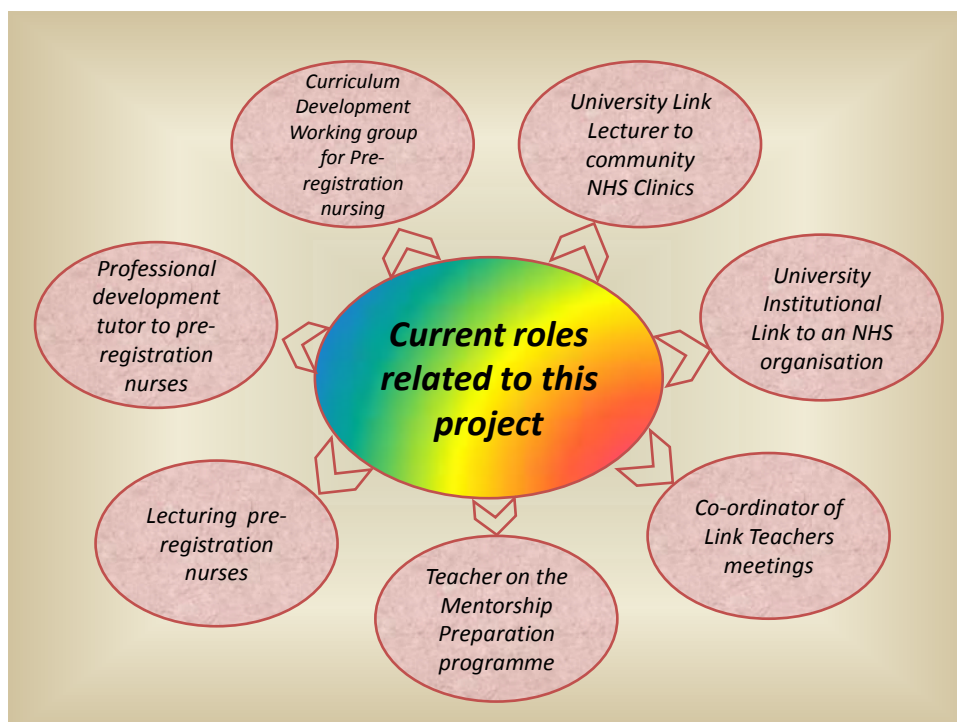 Curriculum
Development
Working group
for Pre-
registration
nursing
University Link
Lecturer to
community
NHS Clinics
Professional
development
tutor to pre-
registration
nurses
Current roles
related to this
project
University
Institutional
Link to an NHS
organisation
Lecturing pre-
registration
nurses
Teacher on the
Mentorship
Preparation
programme
Co-ordinator of
Link Teachers
meetings